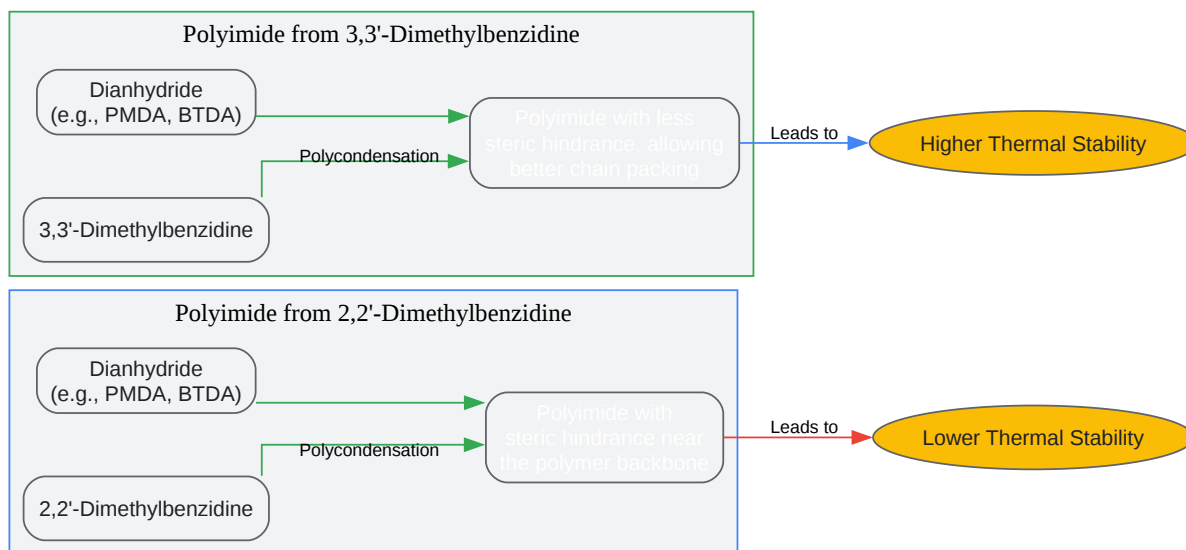 Polyimide from 3,3'-Dimethylbenzidine
Dianhydride
(e.g., PMDA, BTDA)
Polycondensation
3,3'-Dimethylbenzidine
Polyimide with less
steric hindrance, allowing
better chain packing
Leads to
Higher Thermal Stability
Polyimide from 2,2'-Dimethylbenzidine
Dianhydride
(e.g., PMDA, BTDA)
Polycondensation
2,2'-Dimethylbenzidine
Polyimide with
steric hindrance near
the polymer backbone
Leads to
Lower Thermal Stability